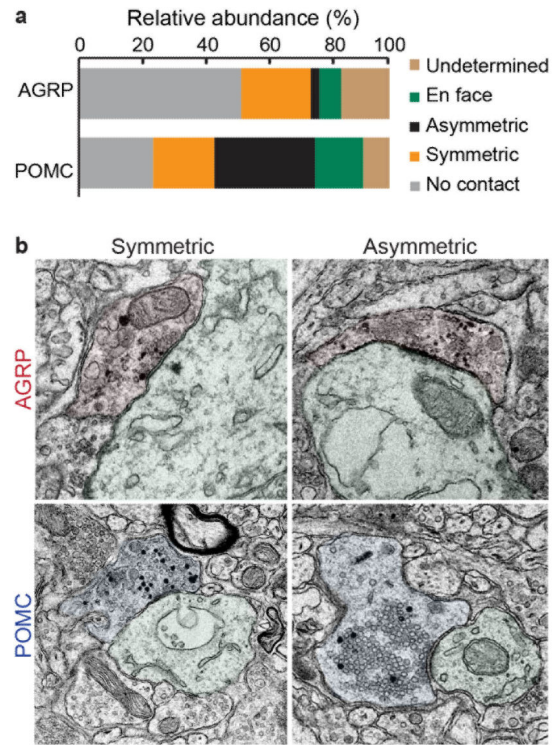 a
Relative abundance (%)
0 20 40 60 80 100
AGRP
POMC
Undetermined
En face
Asymmetric
Symmetric
No contact
b
Symmetric Asymmetric
AGRP
POMC